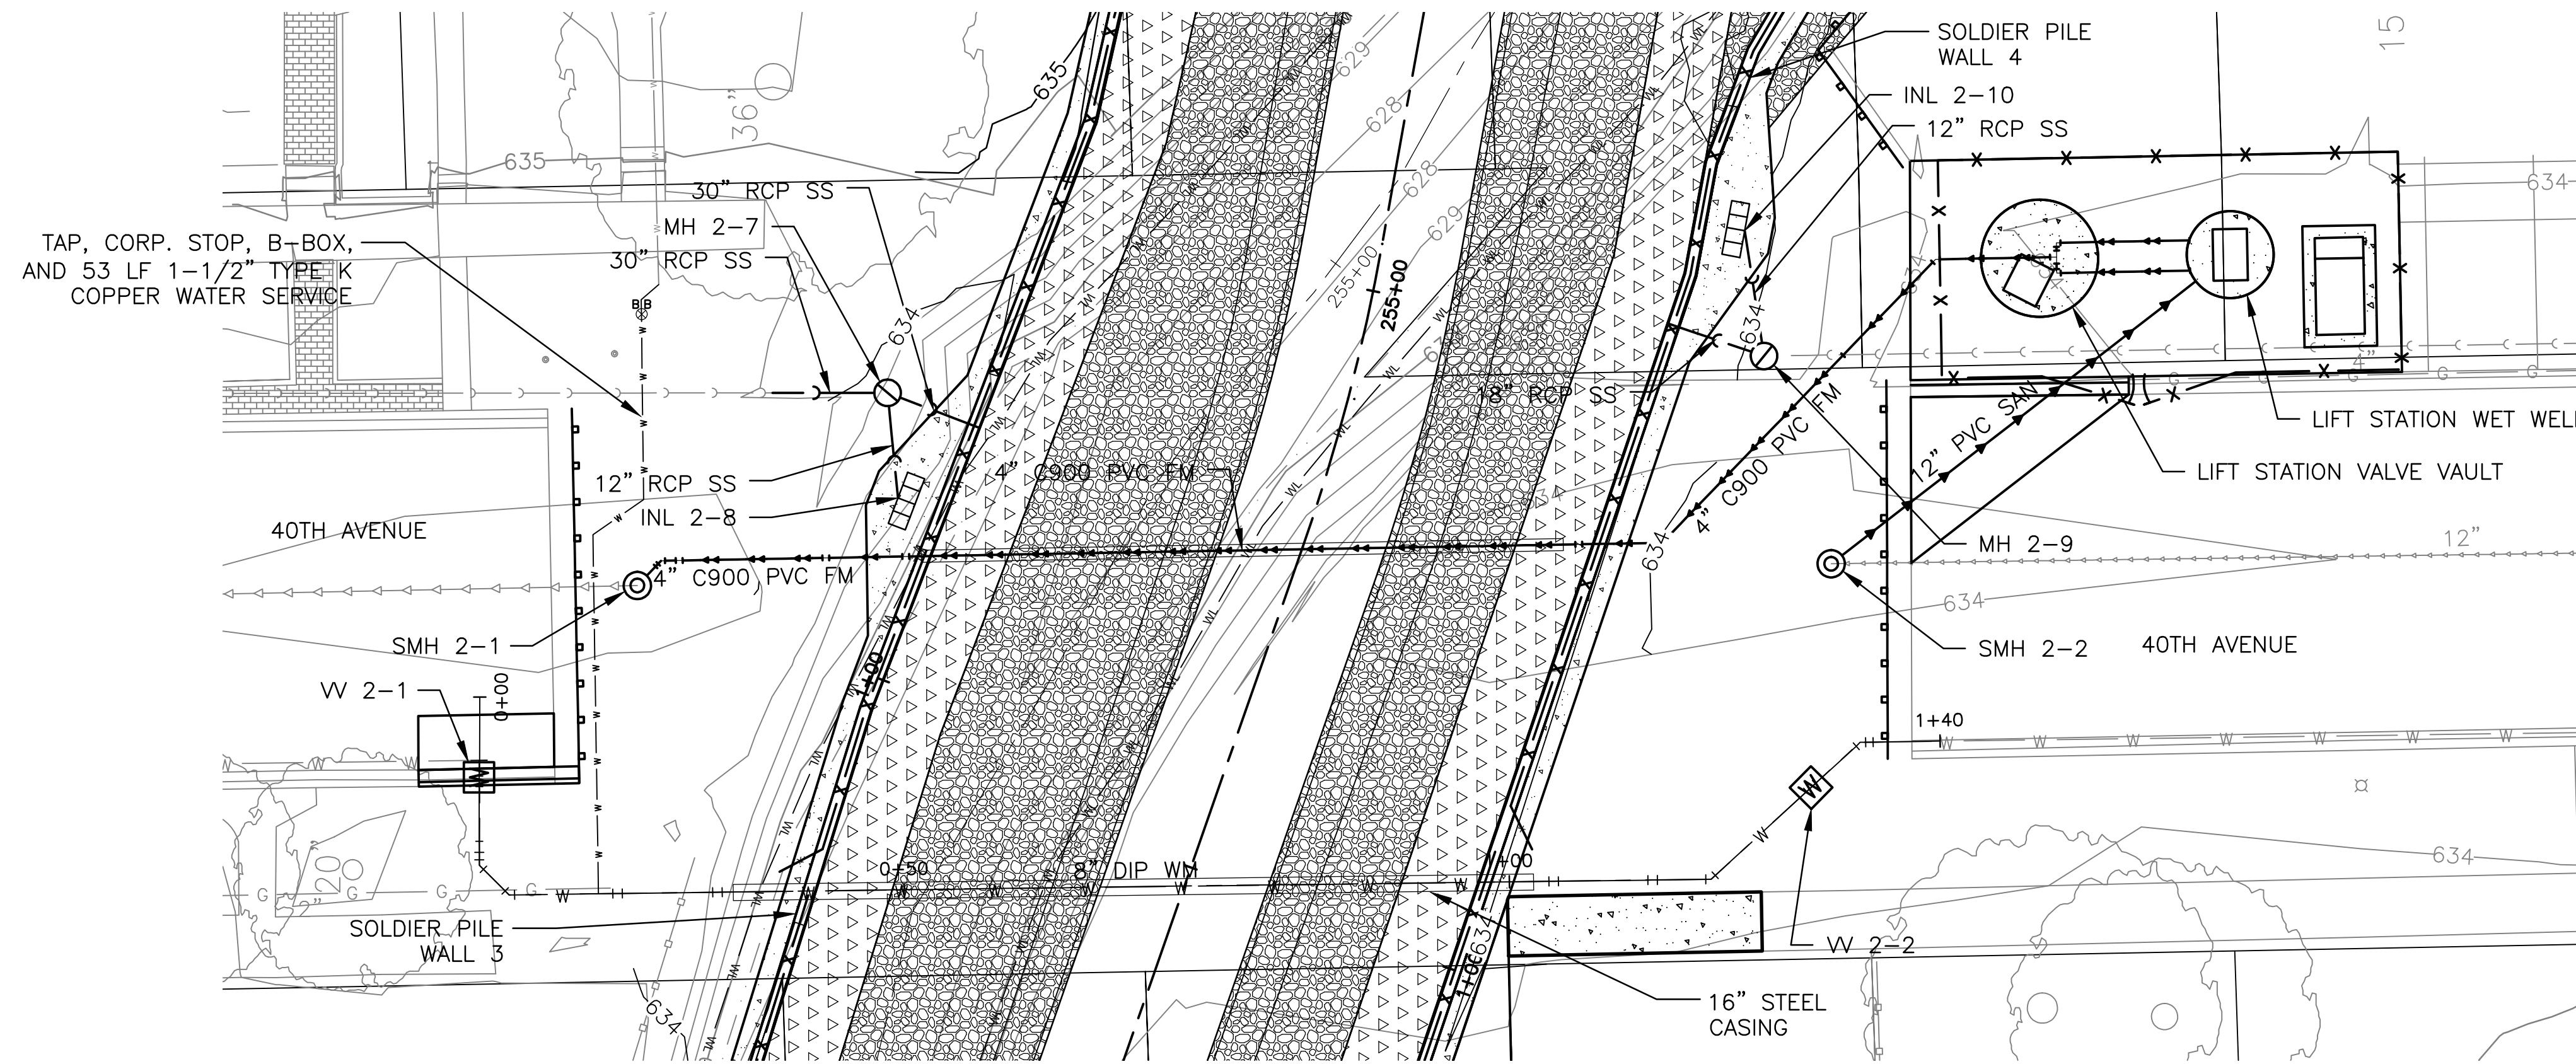 SOLDIER PILE
WALL 4
15
INL 2-10
12” RCP SS
36”
635
629
628
635
628
629
634
30” RCP SS
MH 2-7
30” RCP SS
TAP, CORP. STOP, B-BOX,
AND 53 LF 1-1/2” TYPE K
COPPER WATER SERVICE
B B
634
255+00
255+00
634
634
4”
18” RCP SS
LIFT STATION WET WELL
LIFT STATION VALVE VAULT
12” PVC SAN
4” C900 PVC FM
4” C900 PVC FM
12” RCP SS
INL 2-8
634
40TH AVENUE
12”
MH 2-9
634
4” C900 PVC FM
634
SMH 2-1
SMH 2-2
40TH AVENUE
VV 2-1
0+00
1+00
1+40
W
20”
0+50
8” DIP WM
634
SOLDIER PILE
WALL 3
634
VV 2-2
1+00
634
16” STEEL
CASING